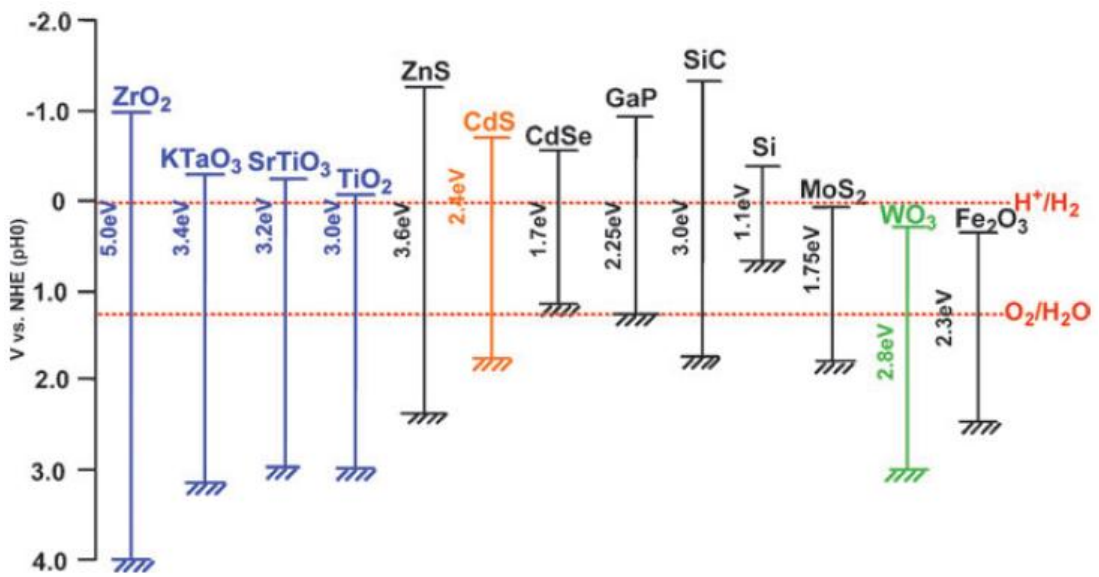 -2.0
-1.0
0
1.0
2.0
3.0
4.0
V vs. NHE (pH0)
ZrO2
5.0eV
KTaO3
3.4eV
SrTiO3
3.2eV
TiO2
3.0eV
ZnS
3.6eV
CdS
2.4eV
CdSe
1.7eV
GaP
2.25eV
SiC
3.0eV
Si
1.1eV
MoS2
1.75eV
WO3
2.8eV
Fe2O3
2.3eV
H+/H2
O2/H2O